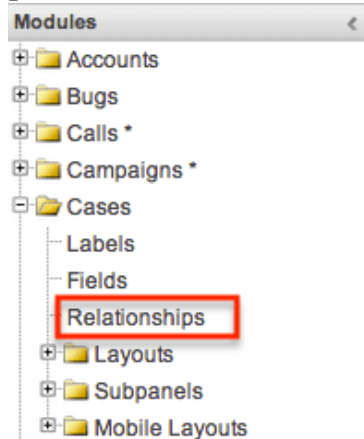 Modules
Accounts
Bugs
Calls *
Campaigns *
Cases
Labels
Fields
Relationships
Layouts
Subpanels
Mobile Layouts